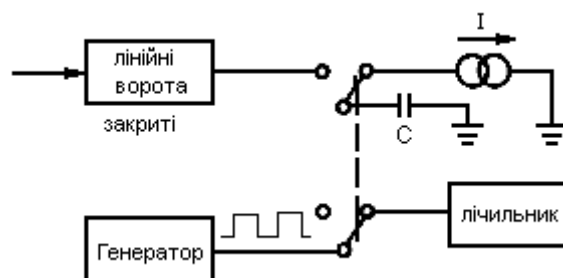 I
лінійні
ворота
закриті
C
Генератор
лічильник